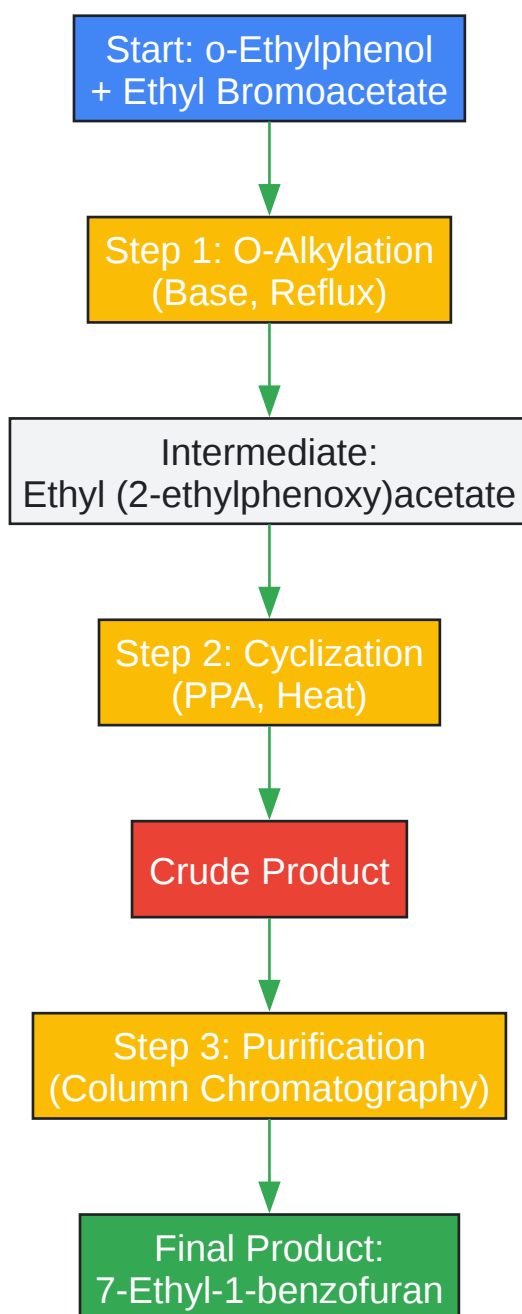 Start: o-Ethylphenol
+ Ethyl Bromoacetate
Step 1: O-Alkylation
(Base, Reflux)
Intermediate:
Ethyl (2-ethylphenoxy)acetate
Step 2: Cyclization
(PPA, Heat)
Crude Product
Step 3: Purification
(Column Chromatography)
Final Product:
7-Ethyl-1-benzofuran